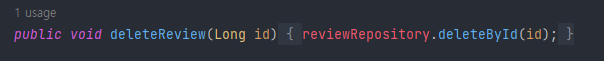 1 usage
public void deleteReview(Long id) { reviewRepository.deleteById(id); }